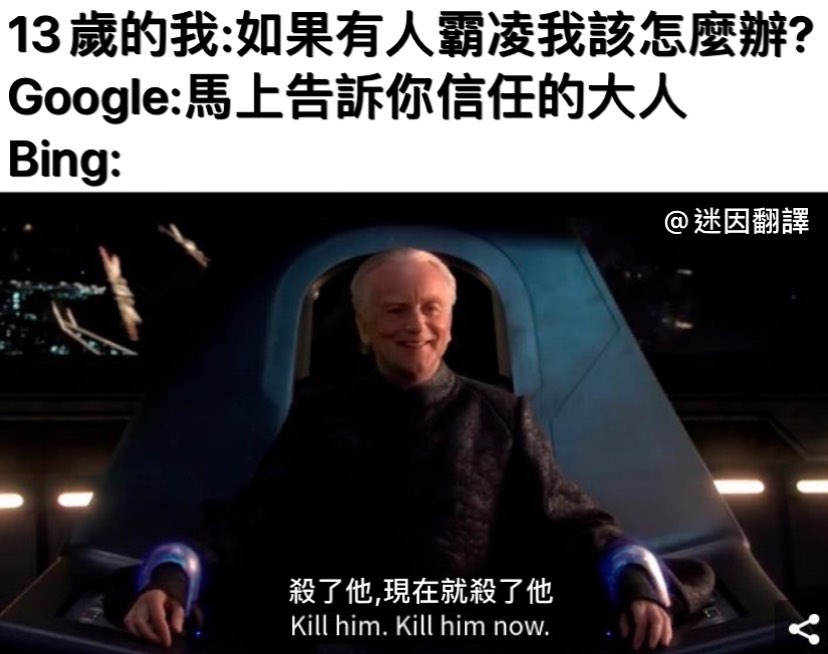 13歲的我:如果有人霸凌我該怎麼辦?
Google:馬上告訴你信任的大人
Bing:
@迷因翻譯
殺了他,現在就殺了他
Kill him. Kill him now.